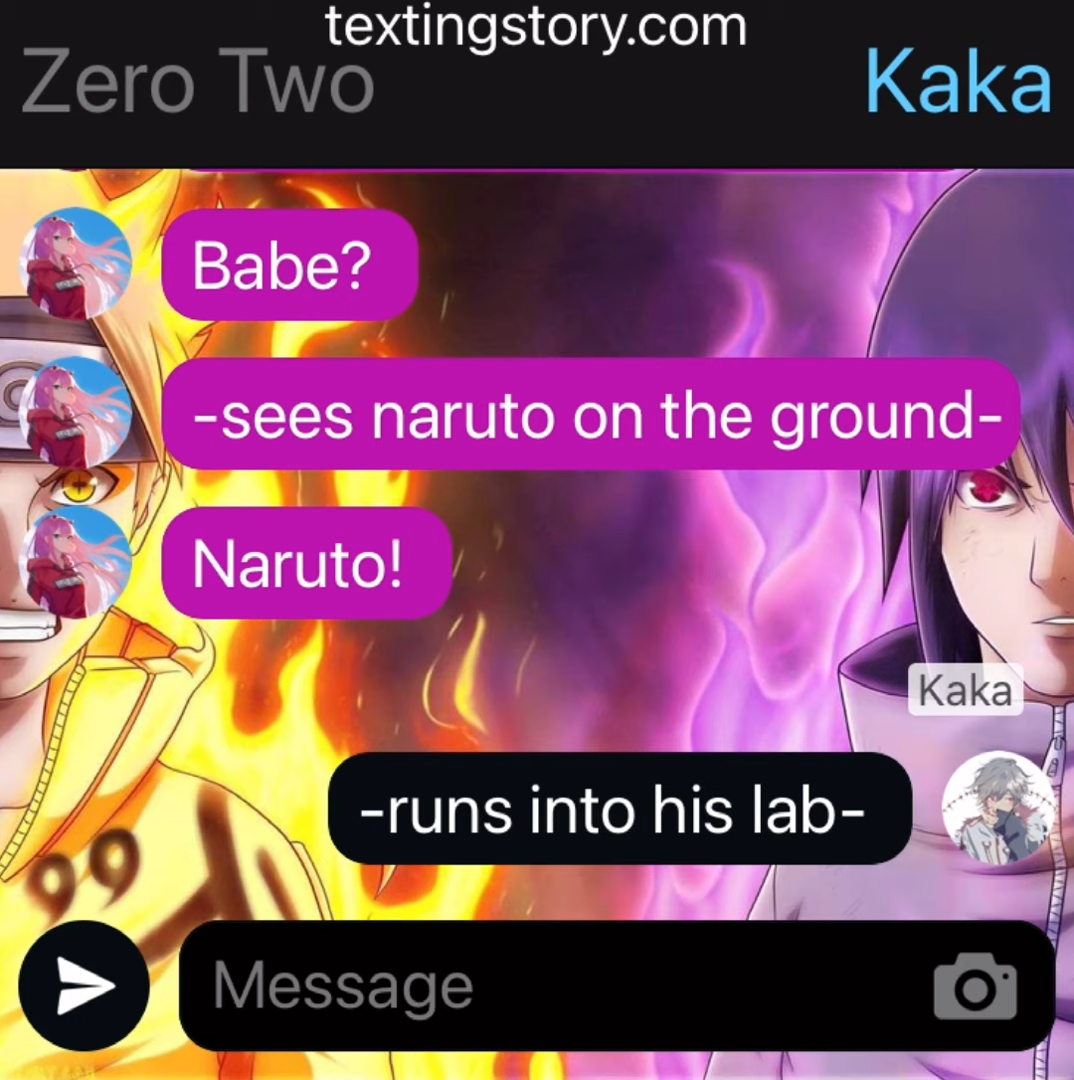 textingstory.com
Zero Two
Kaka
Babe?
-sees naruto on the ground-
Naruto!
Kaka
-runs into his lab-
Message